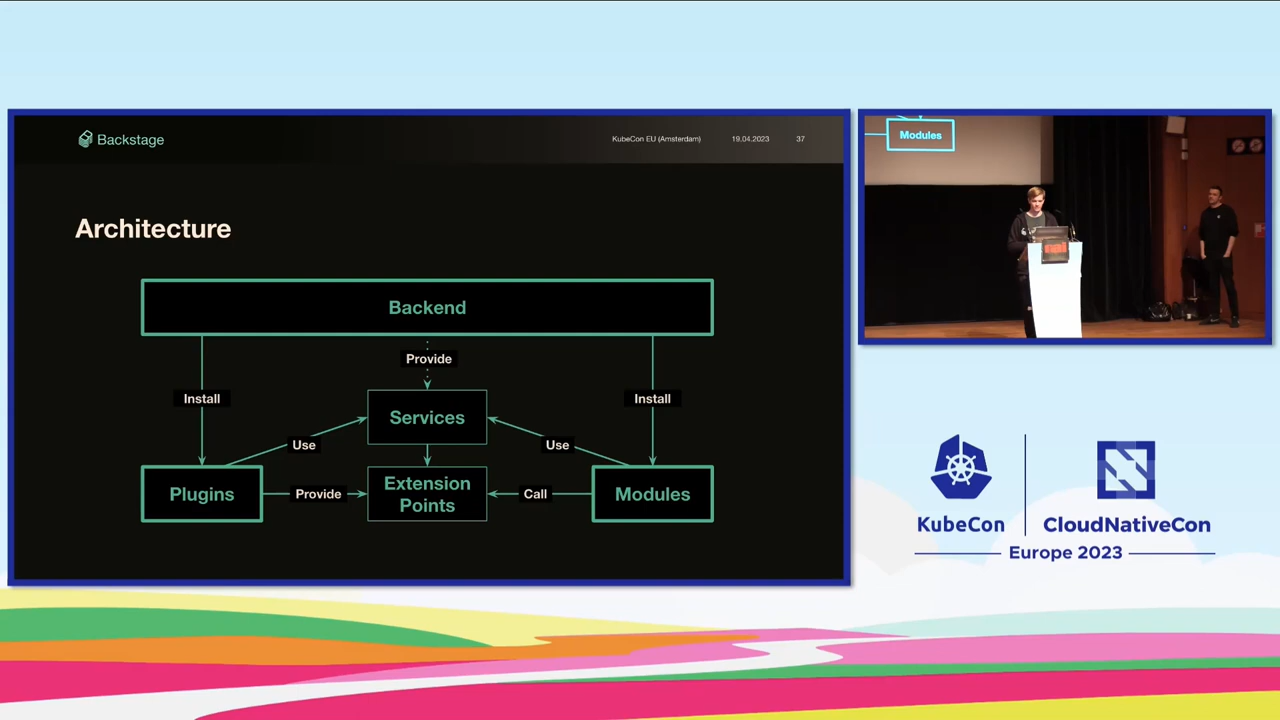 Backstage
KubeCon EU (Amsterdam) 19.04.2023 37
Architecture
Backend
Provide
Install
Install
Services
Use
Use
Plugins
Provide
Extension
Points
Call
Modules
Modules
KubeCon
CloudNativeCon
Europe 2023